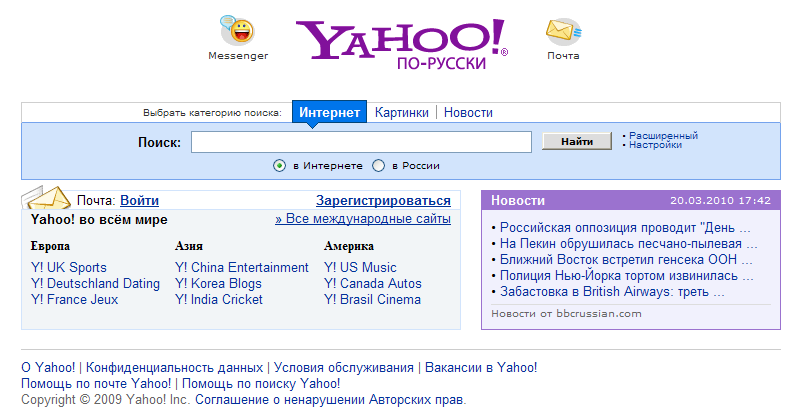 Messenger
YAHOO!®
ПО-РУССКИ
Почта
Выбрать категорию поиска: Интернет Картинки | Новости
Поиск: Найти
• Расширенный
• Настройки
в Интернете в России
Почта: Войти Зарегистрироваться
Yahoo! во всём мире » Все международные сайты
Европа Азия Америка
Y! UK Sports Y! China Entertainment Y! US Music
Y! Deutschland Dating Y! Korea Blogs Y! Canada Autos
Y! France Jeux Y! India Cricket Y! Brasil Cinema
Новости 20.03.2010 17:42
• Российская оппозиция проводит "День ...
• На Пекин обрушилась песчано-пылевая ...
• Ближний Восток встретил генсека ООН ...
• Полиция Нью-Йорка тортом извинилась ...
• Забастовка в British Airways: треть ...
Новости от bbcrussian.com
О Yahoo! | Конфиденциальность данных | Условия обслуживания | Вакансии в Yahoo!
Помощь по почте Yahoo! | Помощь по поиску Yahoo!
Copyright © 2009 Yahoo! Inc. Соглашение о ненарушении Авторских прав.